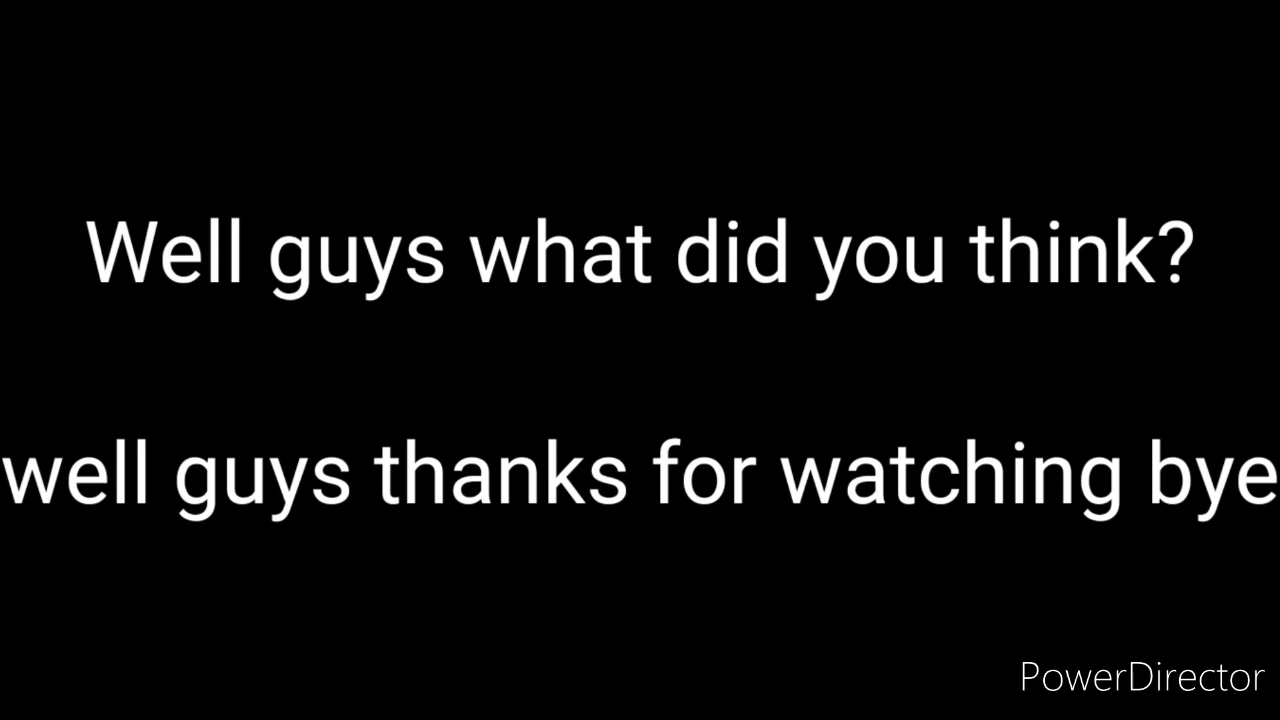 Well guys what did you think?
well guys thanks for watching bye
PowerDirector